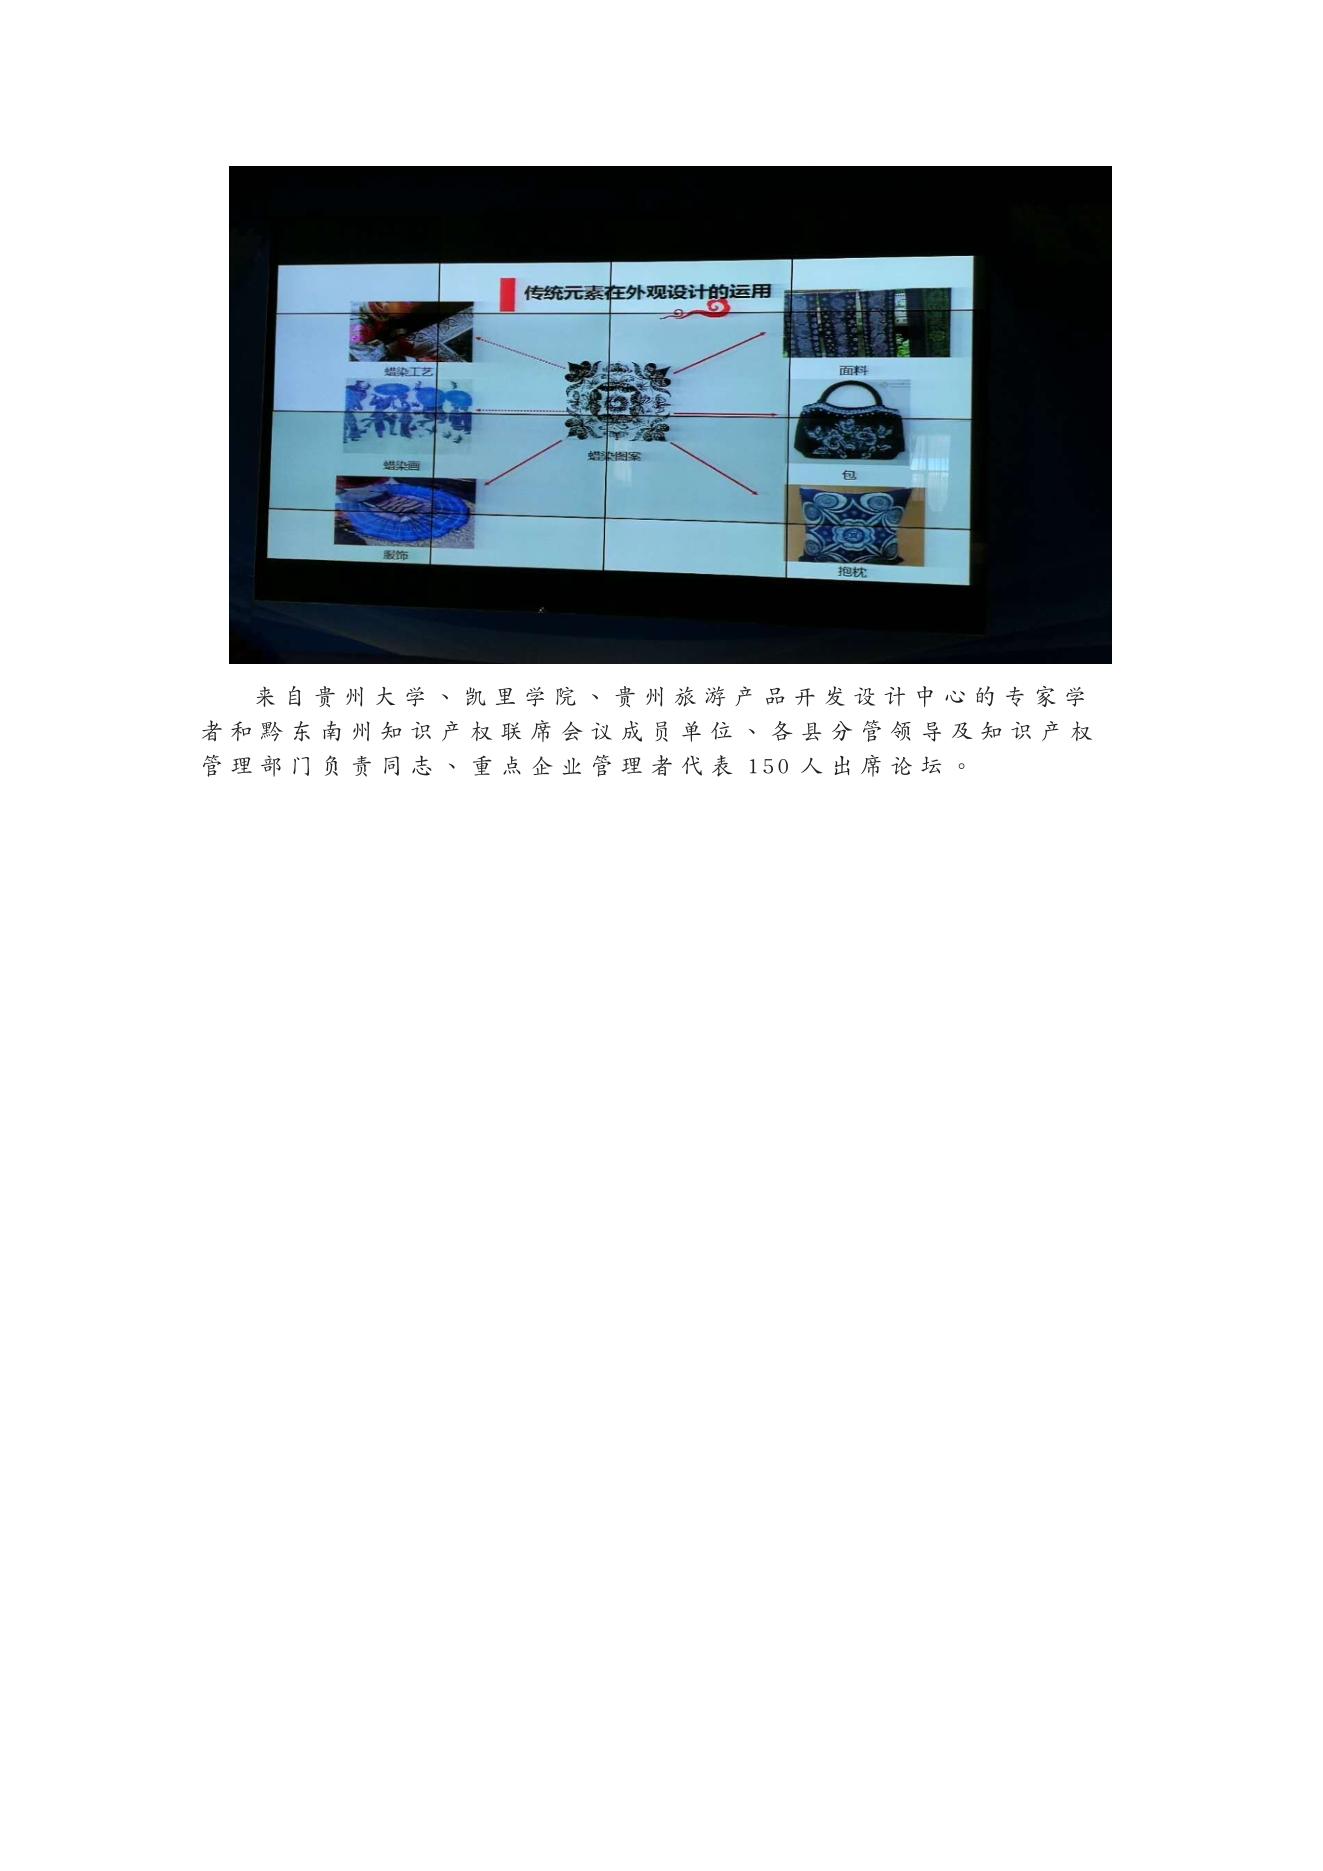 传统元素在外观设计的运用
蜡染工艺
面料
蜡染画
蜡染图案
包
服饰
抱枕
来自贵州大学、凯里学院、贵州旅游产品开发设计中心的专家学
者和黔东南州知识产权联席会议成员单位、各县分管领导及知识产权
管理部门负责同志、重点企业管理者代表 150 人出席论坛。